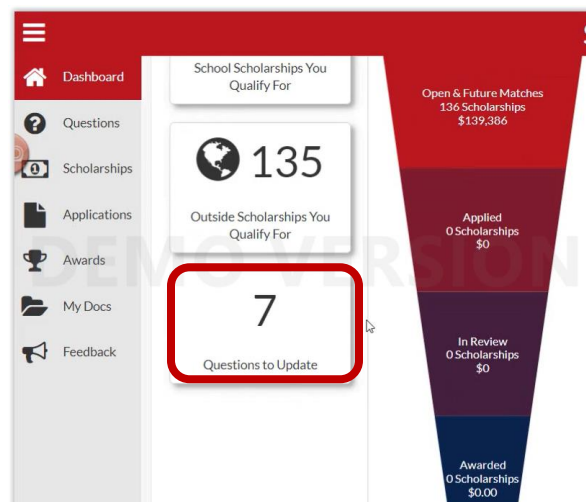 Dashboard
Questions
Scholarships
Applications
Awards
My Docs
Feedback
School Scholarships You
Qualify For
135
Outside Scholarships You
Qualify For
7
Questions to Update
Open & Future Matches
136 Scholarships
$139,386
Applied
0 Scholarships
$0
In Review
0 Scholarships
$0
Awarded
0 Scholarships
$0.00
DEMO VERSION